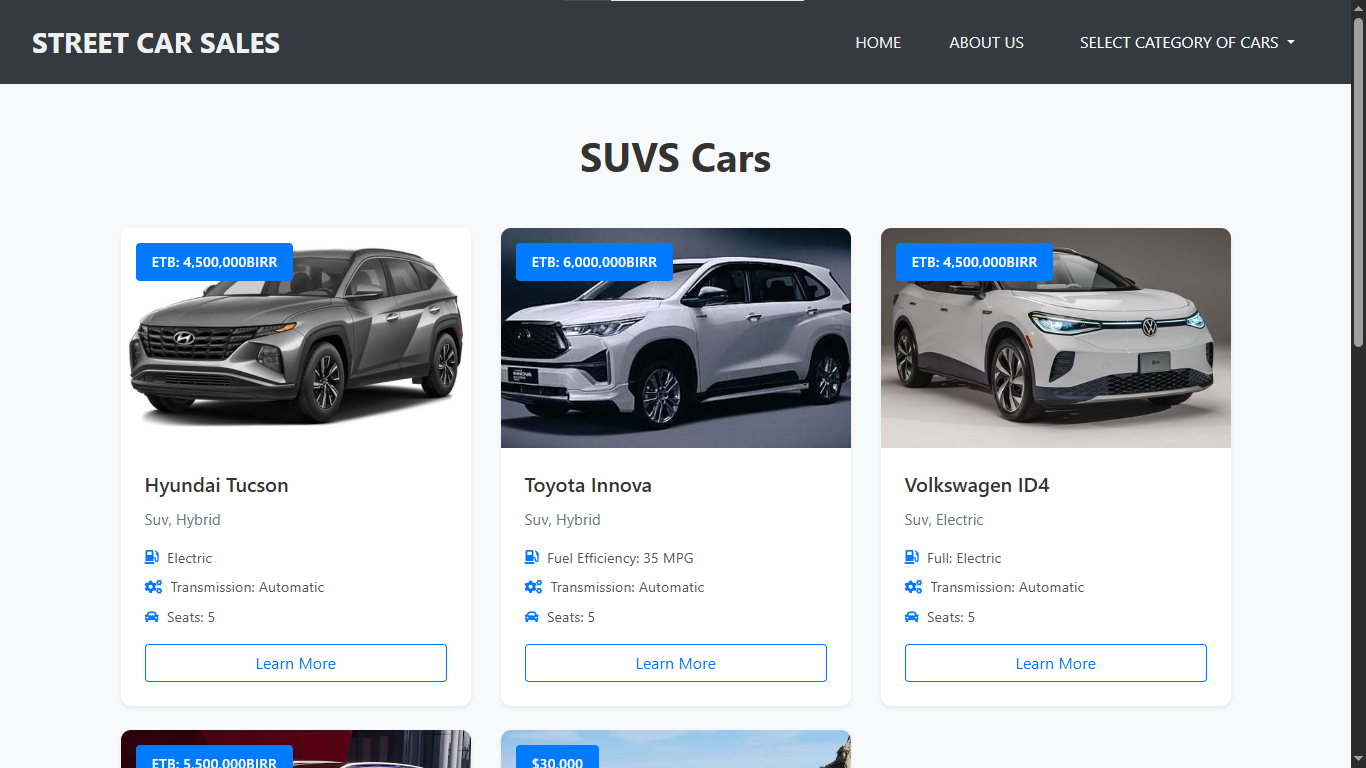 STREET CAR SALES
HOME
ABOUT US
SELECT CATEGORY OF CARS
SUVS Cars
ETB: 4,500,000BIRR
Hyundai Tucson
Suv, Hybrid
Electric
Transmission: Automatic
Seats: 5
Learn More
ETB: 6,000,000BIRR
INNOVA
Toyota Innova
Suv, Hybrid
Fuel Efficiency: 35 MPG
Transmission: Automatic
Seats: 5
Learn More
ETB: 4,500,000BIRR
ID.4
Volkswagen ID4
Suv, Electric
Full: Electric
Transmission: Automatic
Seats: 5
Learn More
ETB: 5,500,000BIRR
$30,000